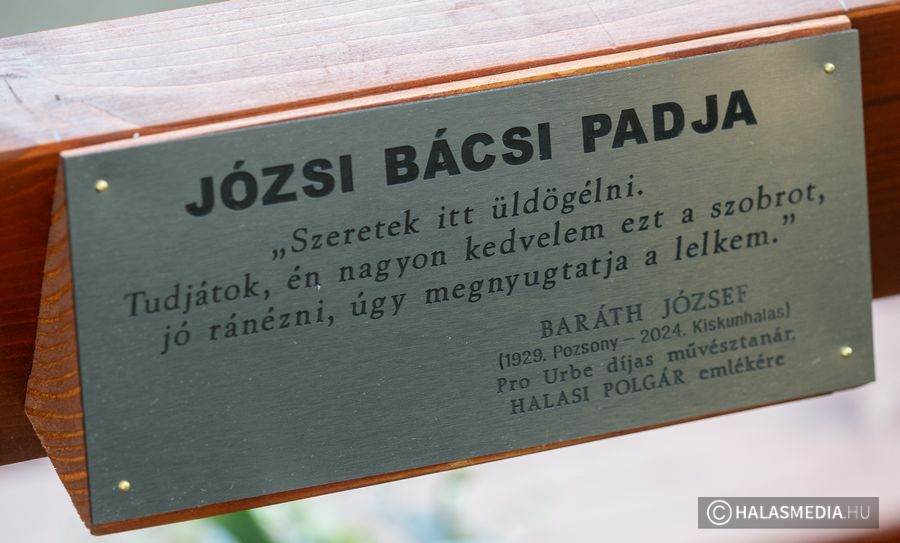 JÓZSI BÁCSI PADJA
„Szeretek itt üldögélni.
Tudjátok, én nagyon kedvelem ezt a szobrot,
jó ránézni, úgy megnyugtatja a lelkem.”
BARÁTH JÓZSEF
(1929. Pozsony – 2024. Kiskunhalas)
Pro Urbe díjas művésztanár,
HALASI POLGÁR emlékére
© HALASMEDIA.HU